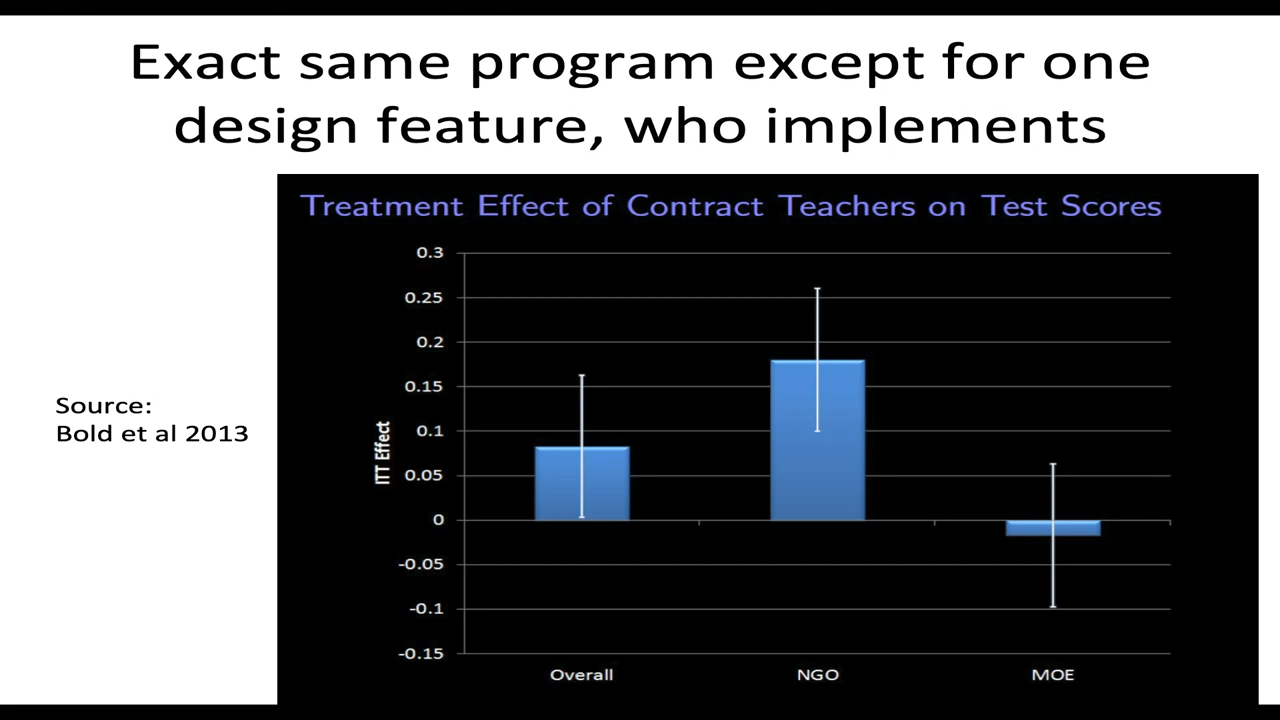 Exact same program except for one
design feature, who implements
Treatment Effect of Contract Teachers on Test Scores
0.3
0.25
0.2
0.15
0.1
0.05
0
-0.05
-0.1
-0.15
ITT Effect
Overall
NGO
MOE
Source:
Bold et al 2013